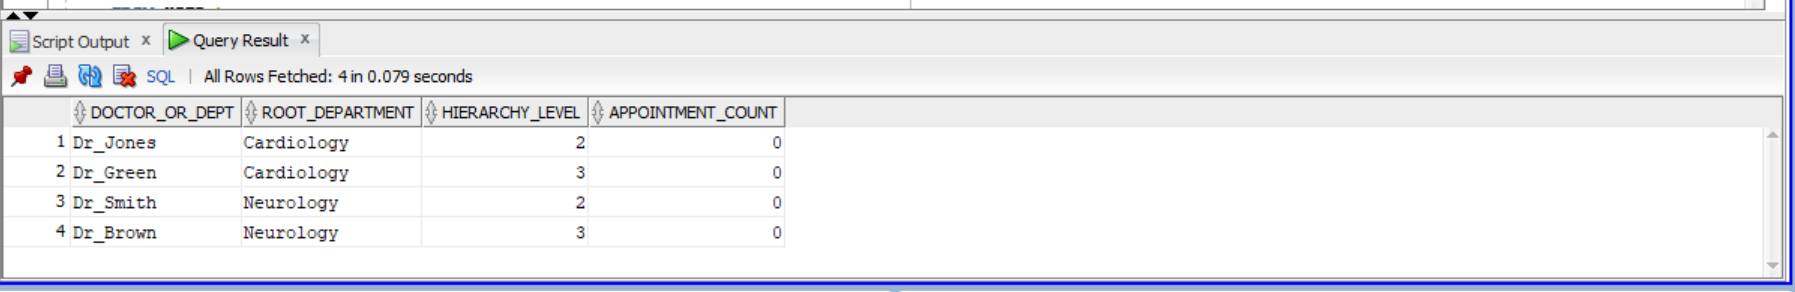 Script Output x Query Result x
SQL | All Rows Fetched: 4 in 0.079 seconds
DOCTOR_OR_DEPT ROOT_DEPARTMENT HIERARCHY_LEVEL APPOINTMENT_COUNT
1 Dr_Jones Cardiology 2 0
2 Dr_Green Cardiology 3 0
3 Dr_Smith Neurology 2 0
4 Dr_Brown Neurology 3 0